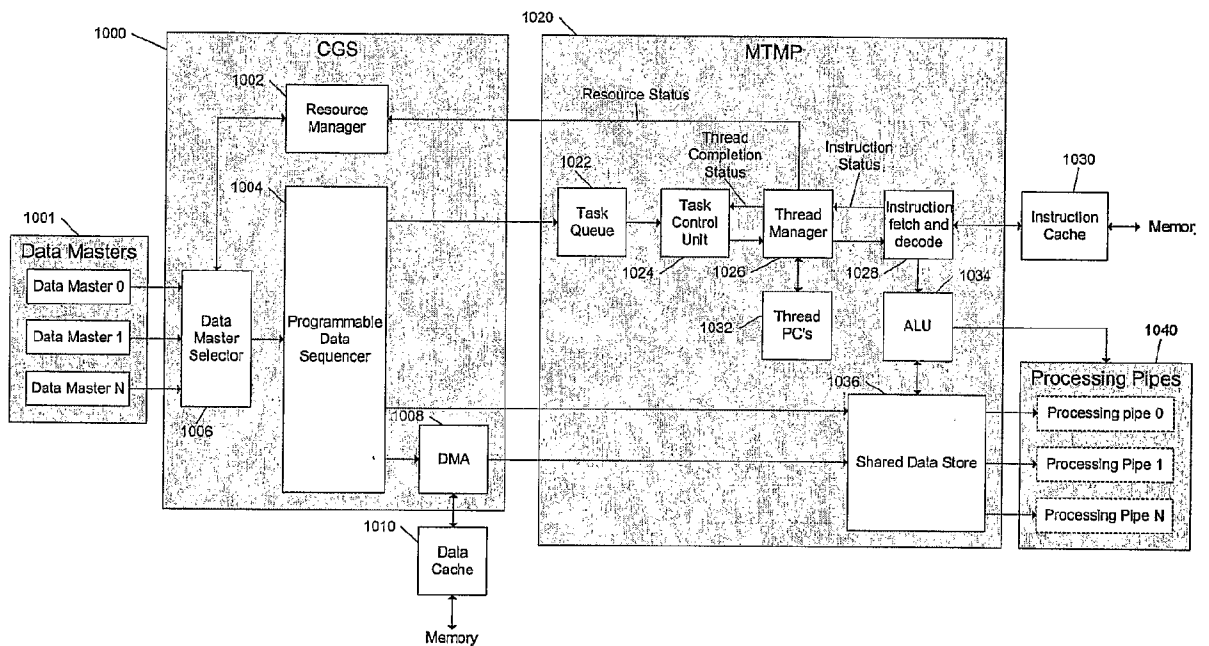 1000
CGS
1002
Resource
Manager
1004
Programmable
Data
Sequencer
1001
Data Masters
Data Master 0
Data Master 1
Data Master N
Data
Master
Selector
1006
1008
DMA
1010
Data
Cache
Memory
1020
MTMP
Resource Status
Thread
Completion
Status
Instruction
Status
1022
Task
Queue
Task
Control
Unit
1024
Thread
Manager
1026
Instruction
fetch and
decode
1028
1030
Instruction
Cache
Memor
1032
Thread
PC's
1034
ALU
1036
Shared Data Store
1040
Processing Pipes
Processing pipe 0
Processing Pipe 1
Processing Pipe N